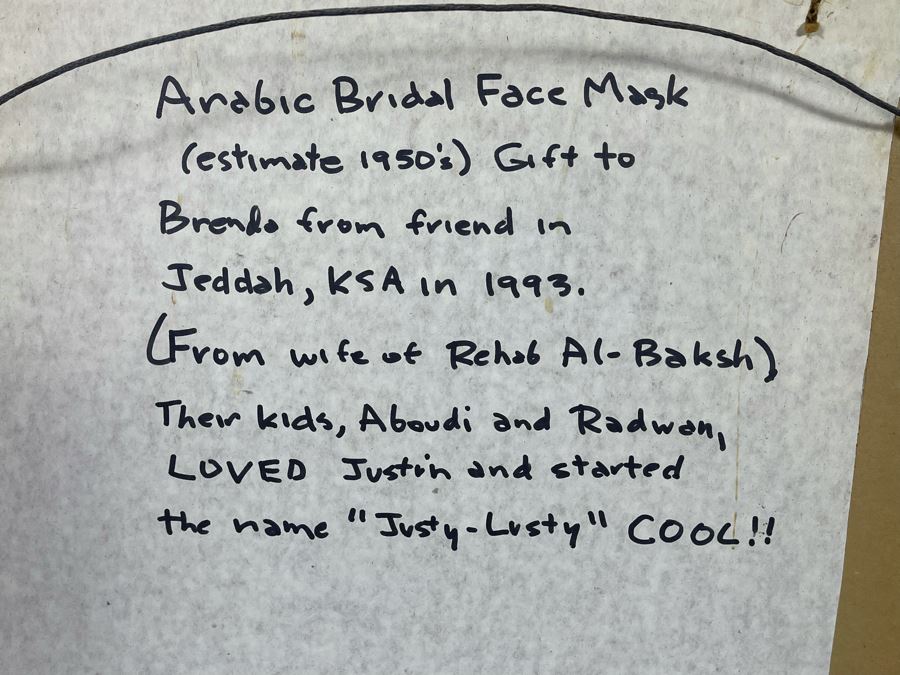 Arabic Bridal Face Mask
(estimate 1950's) Gift to
Brenda from friend in
Jeddah, KSA in 1993.
(From wife of Rehab Al-Baksh)
Their kids, Aboudi and Radwan,
LOVED Justin and started
the name "Justy-Lusty" COOL!!